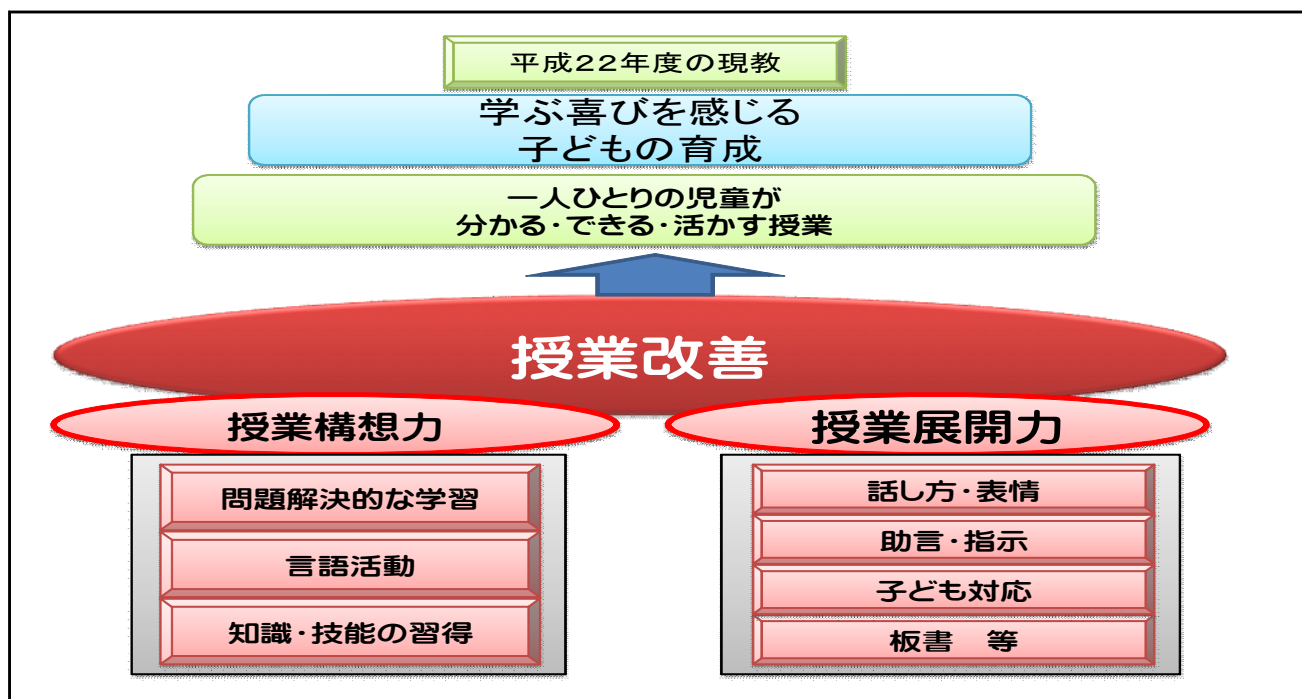 平成22年度の現教
学ぶ喜びを感じる
子どもの育成
一人ひとりの児童が
分かる・できる・活かす授業
授業改善
授業構想力
問題解決的な学習
言語活動
知識・技能の習得
授業展開力
話し方・表情
助言・指示
子ども対応
板書　等